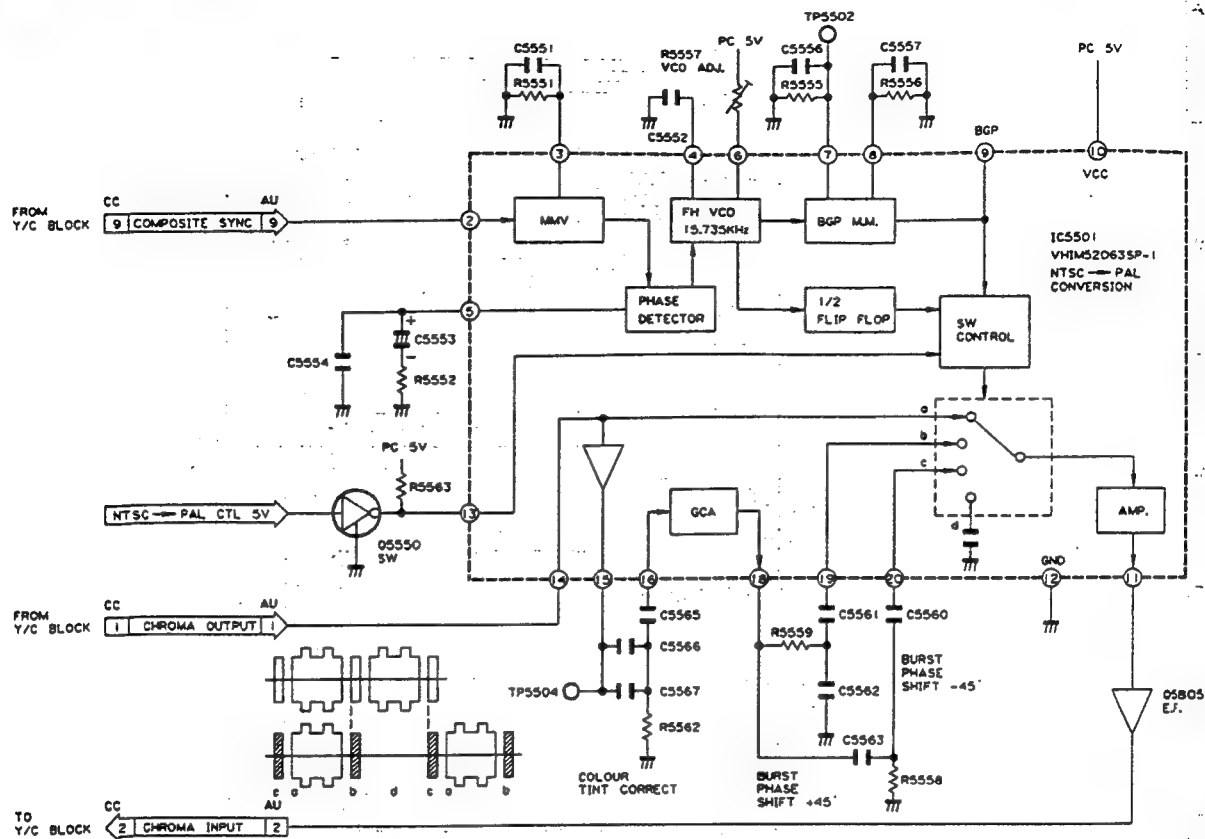 TP5502
C5551
R5551
R5557
VCO ADJ.
PC 5V
C5552
C5556
R5555
C5557
R5556
PC 5V
BGP
3
4
6
7
8
9
10
VCC
FROM
Y/C BLOCK
CC
AU
9 COMPOSITE SYNC 9
2
MMV
FH VCO
15.735KHz
BGP M.M.
IC5501
VHIM52063SP-1
NTSC → PAL
CONVERSION
5
PHASE
DETECTOR
1/2
FLIP FLOP
SW
CONTROL
C5554
+
C5553
-
R5552
a
b
c
d
PC 5V
R5563
NTSC → PAL CTL 5V
Q5550
SW
13
GCA
AMP.
14
15
16
18
19
20
GND
12
11
FROM
Y/C BLOCK
CC
AU
1 CHROMA OUTPUT 1
C5565
C5566
TP5504
C5567
R5562
R5559
C5561
C5562
C5560
BURST
PHASE
SHIFT -45°
Q5805
E.F.
C5563
R5558
COLOUR
TINT CORRECT
BURST
PHASE
SHIFT +45°
c a b d c a b
TO
Y/C BLOCK
CC
AU
2 CHROMA INPUT 2